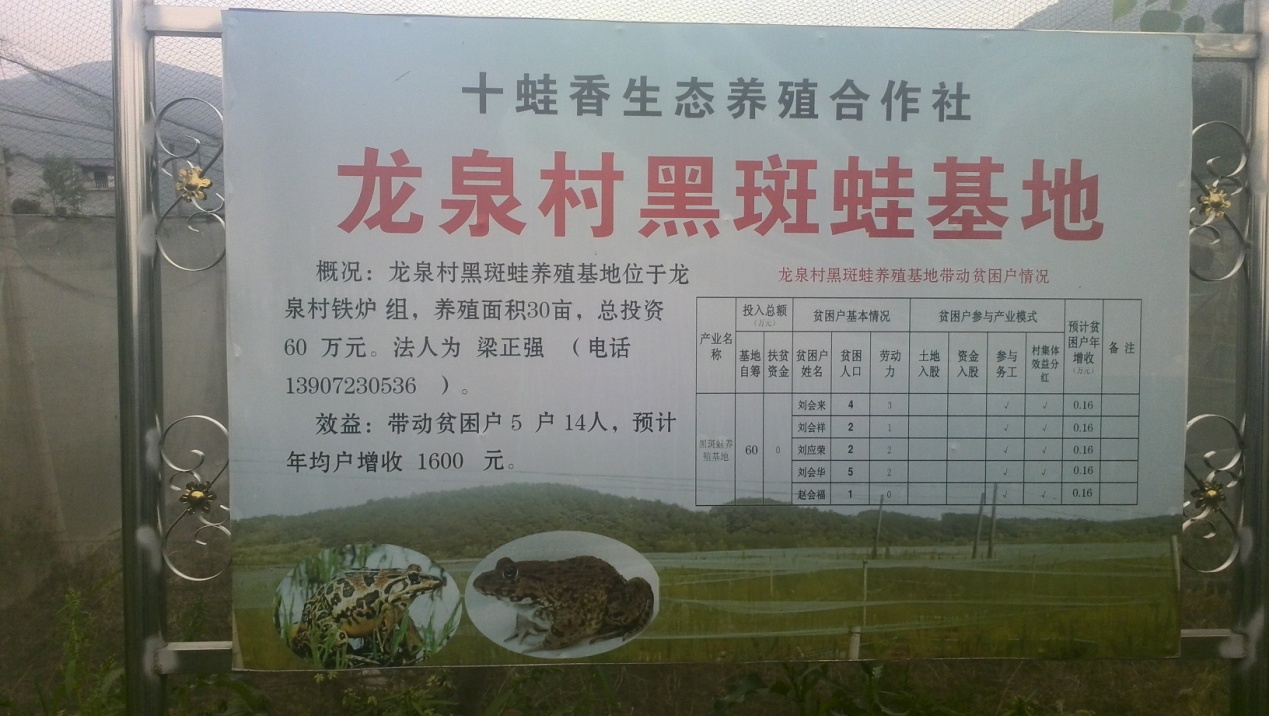 十蛙香生态养殖合作社
龙泉村黑斑蛙基地
概况：龙泉村黑斑蛙养殖基地位于龙
泉村铁炉 组，养殖面积30亩，总投资
60 万元。法人为 梁正强 （电话
13907230536 ）。
效益：带动贫困户 5 户 14人，预计
年均户增收 1600 元。
龙泉村黑斑蛙养殖基地带动贫困户情况
产业名称 投入总额（万元） 贫困户基本情况 贫困户参与产业模式 预计贫困户年增收（万元） 备 注
基地自筹 扶贫资金 贫困户姓名 贫困人口 劳动力 土地入股 资金入股 参与务工 村集体效益分红
黑斑蛙养殖基地 60 0
刘会来 4 3 √ √ 0.16
刘会祥 2 1 √ √ 0.16
刘应荣 2 2 √ √ 0.16
刘会华 5 2 √ √ 0.16
赵会福 1 0 √ √ 0.16